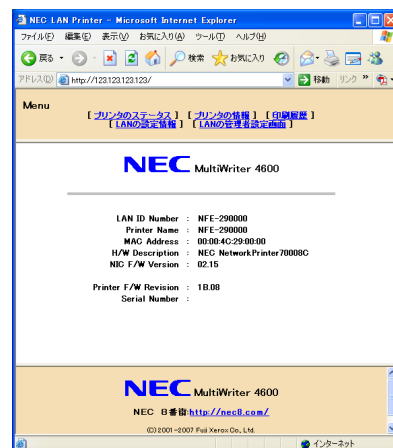 NEC LAN Printer - Microsoft Internet Explorer
ファイル(F) 編集(E) 表示(V) お気に入り(A) ツール(T) ヘルプ(H)
戻る 検索 お気に入り
アドレス(D) http://123.123.123.123/ 移動 リンク »
Menu
[ プリンタのステータス ] [ プリンタの情報 ] [ 印刷履歴 ]
[ LANの設定情報 ] [ LANの管理者設定画面 ]
NEC MultiWriter 4600
LAN ID Number : NFE-290000
Printer Name : NFE-290000
MAC Address : 00:00:4C:29:00:00
H/W Description : NEC NetworkPrinter70008C
NIC F/W Version : 02.15
Printer F/W Revision : 1B.08
Serial Number :
NEC MultiWriter 4600
NEC 8番街:http://nec8.com/
(C) 2001-2007 Fuji Xerox Co., Ltd.
インターネット